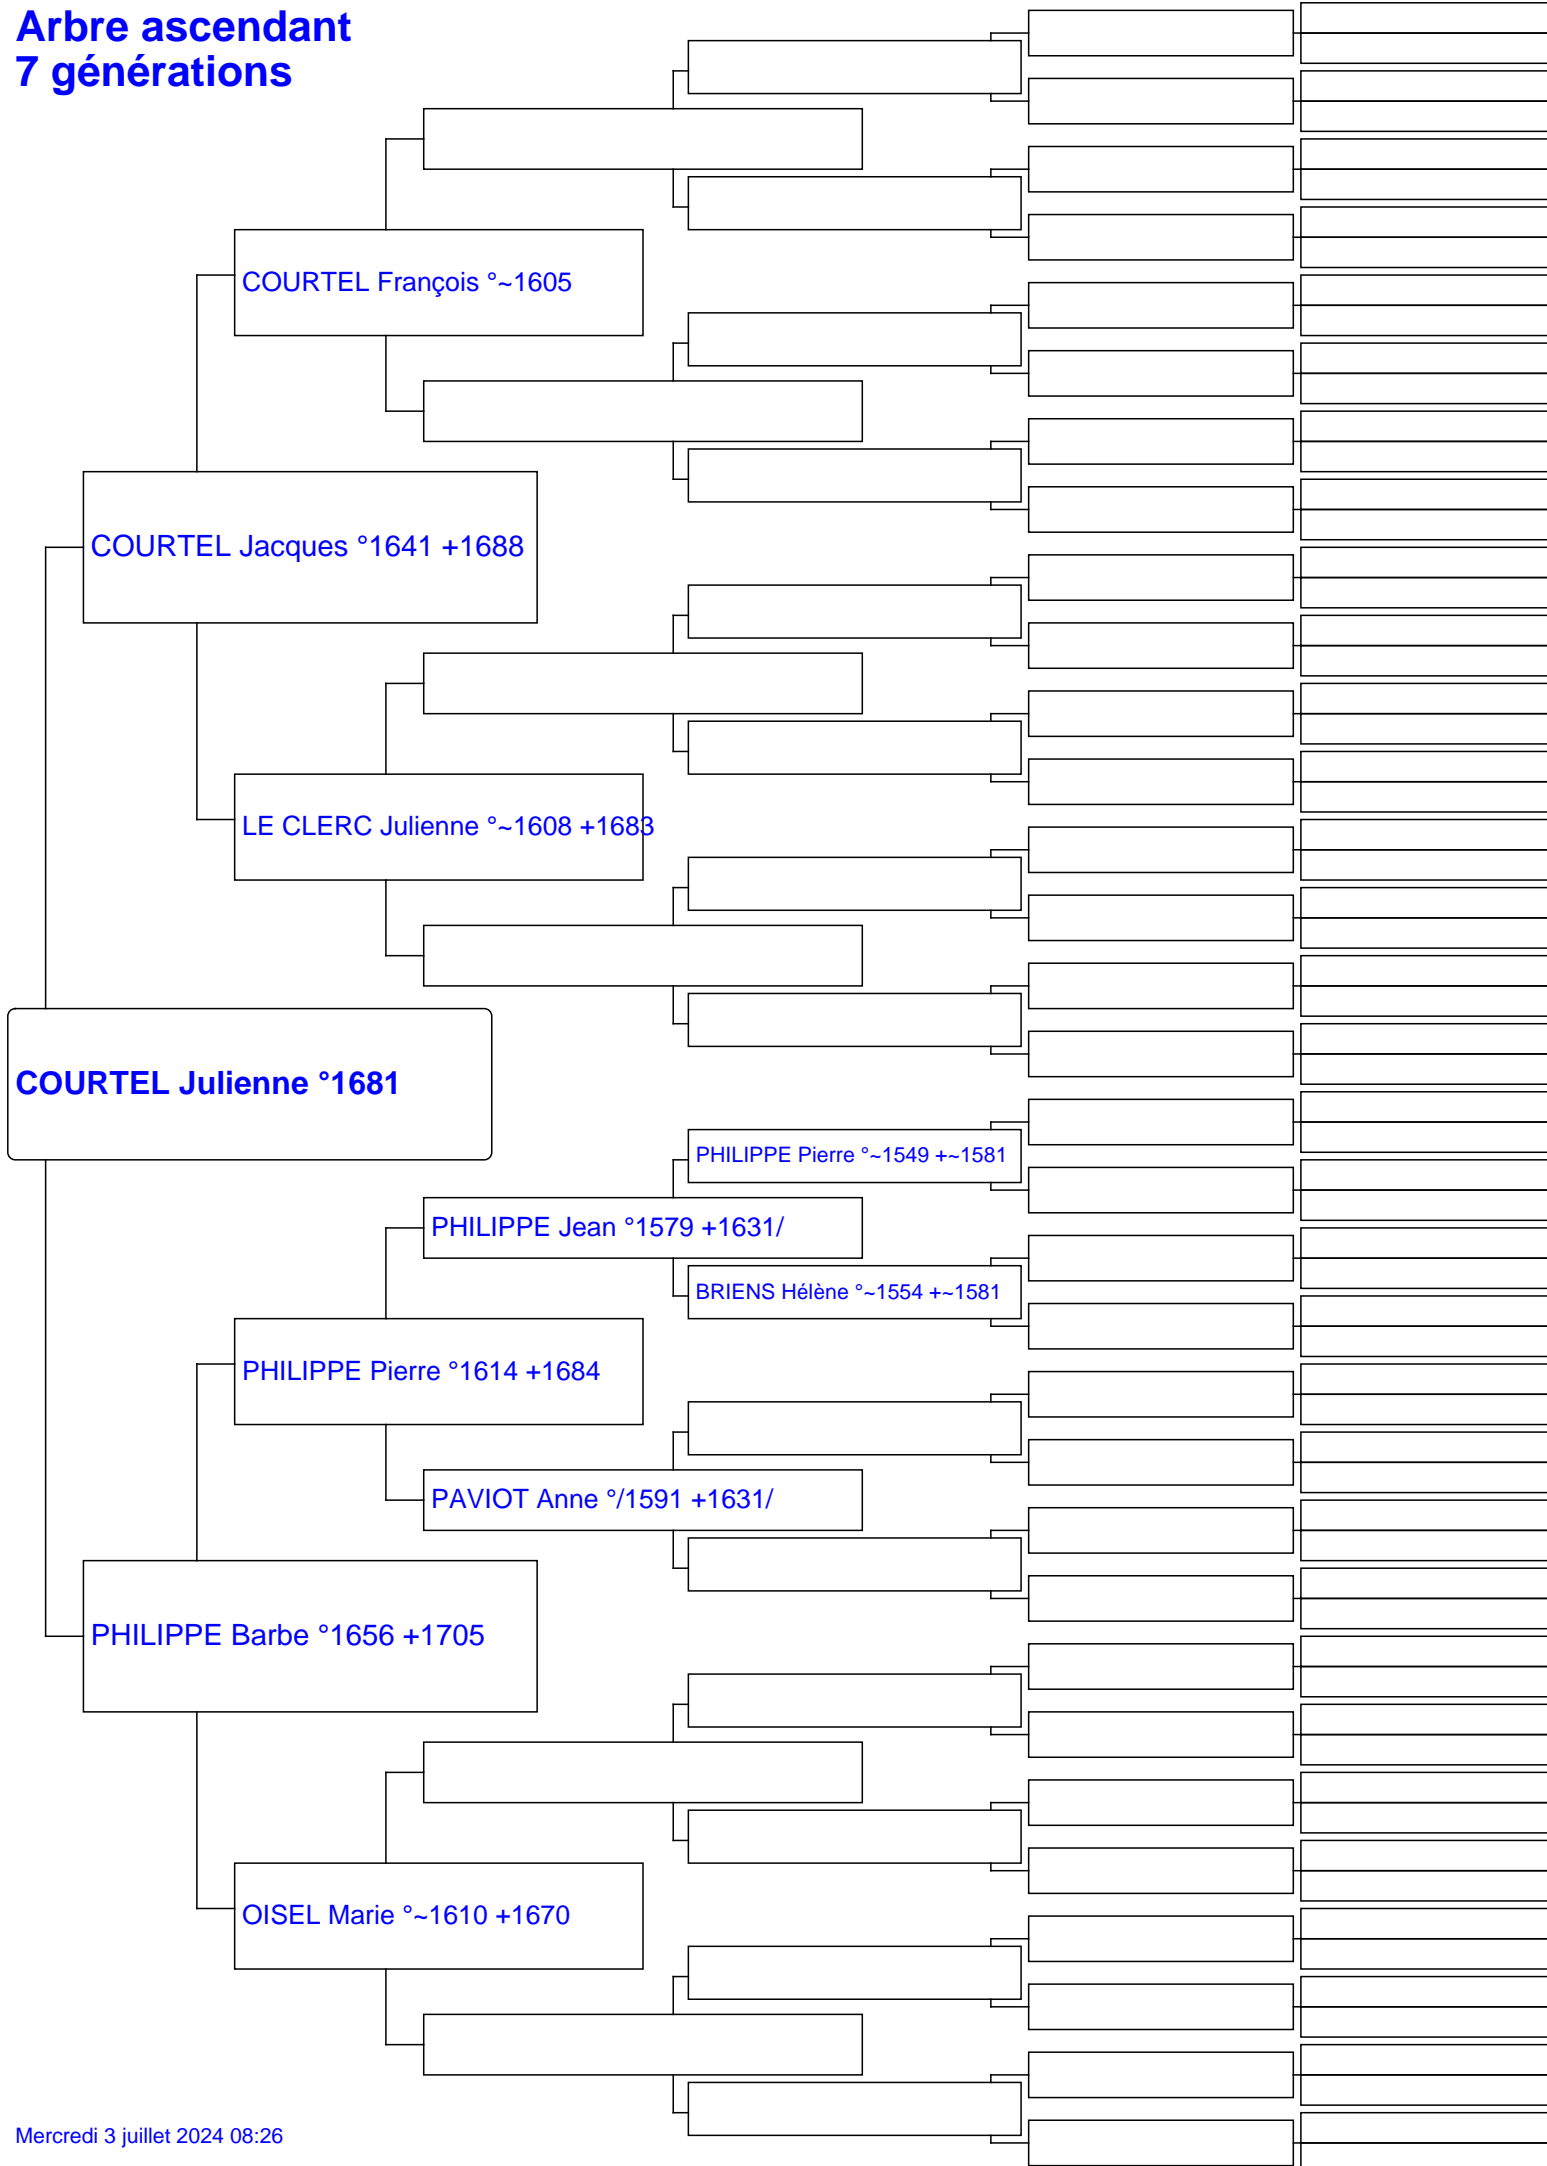 Arbre ascendant
7 générations
COURTEL François °~1605
COURTEL Jacques °1641 +1688
LE CLERC Julienne °~1608 +1683
COURTEL Julienne °1681
PHILIPPE Pierre °~1549 +~1581
PHILIPPE Jean °1579 +1631/
BRIENS Hélène °~1554 +~1581
PHILIPPE Pierre °1614 +1684
PAVIOT Anne °/1591 +1631/
PHILIPPE Barbe °1656 +1705
OISEL Marie °~1610 +1670
Mercredi 3 juillet 2024 08:26